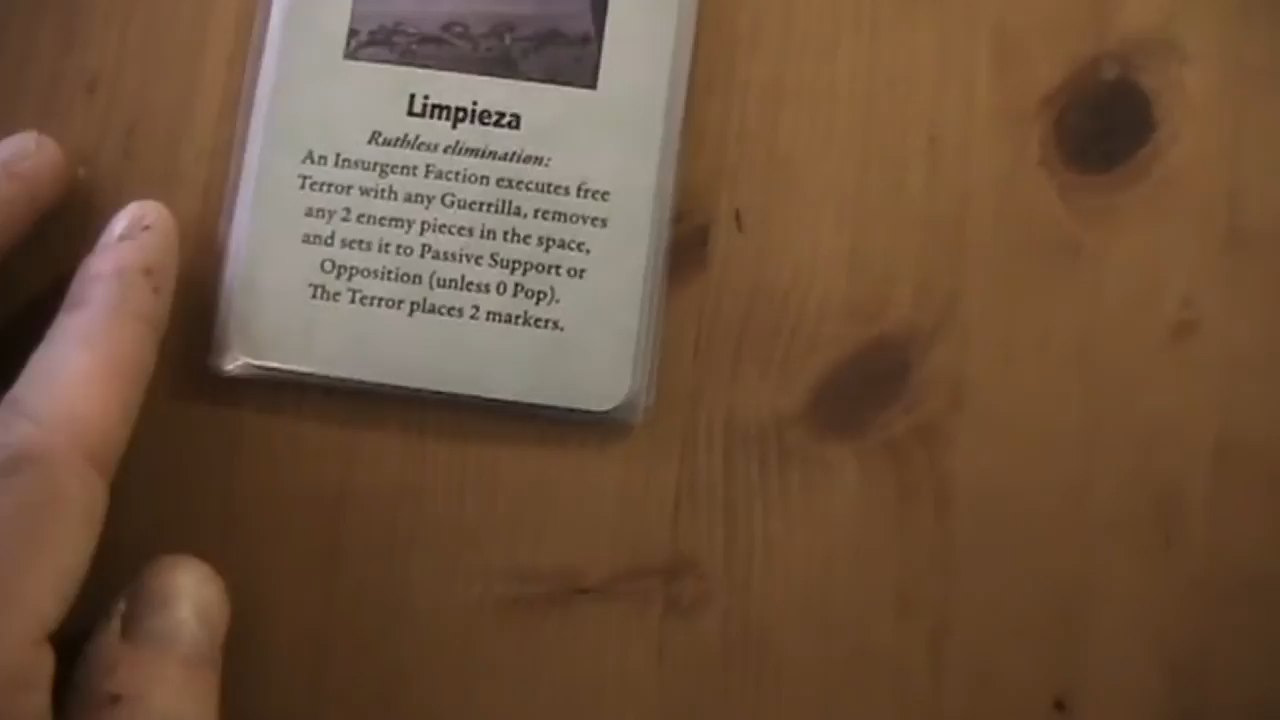 Limpieza
Ruthless elimination:
An Insurgent Faction executes free
Terror with any Guerrilla, removes
any 2 enemy pieces in the space,
and sets it to Passive Support or
Opposition (unless 0 Pop).
The Terror places 2 markers.